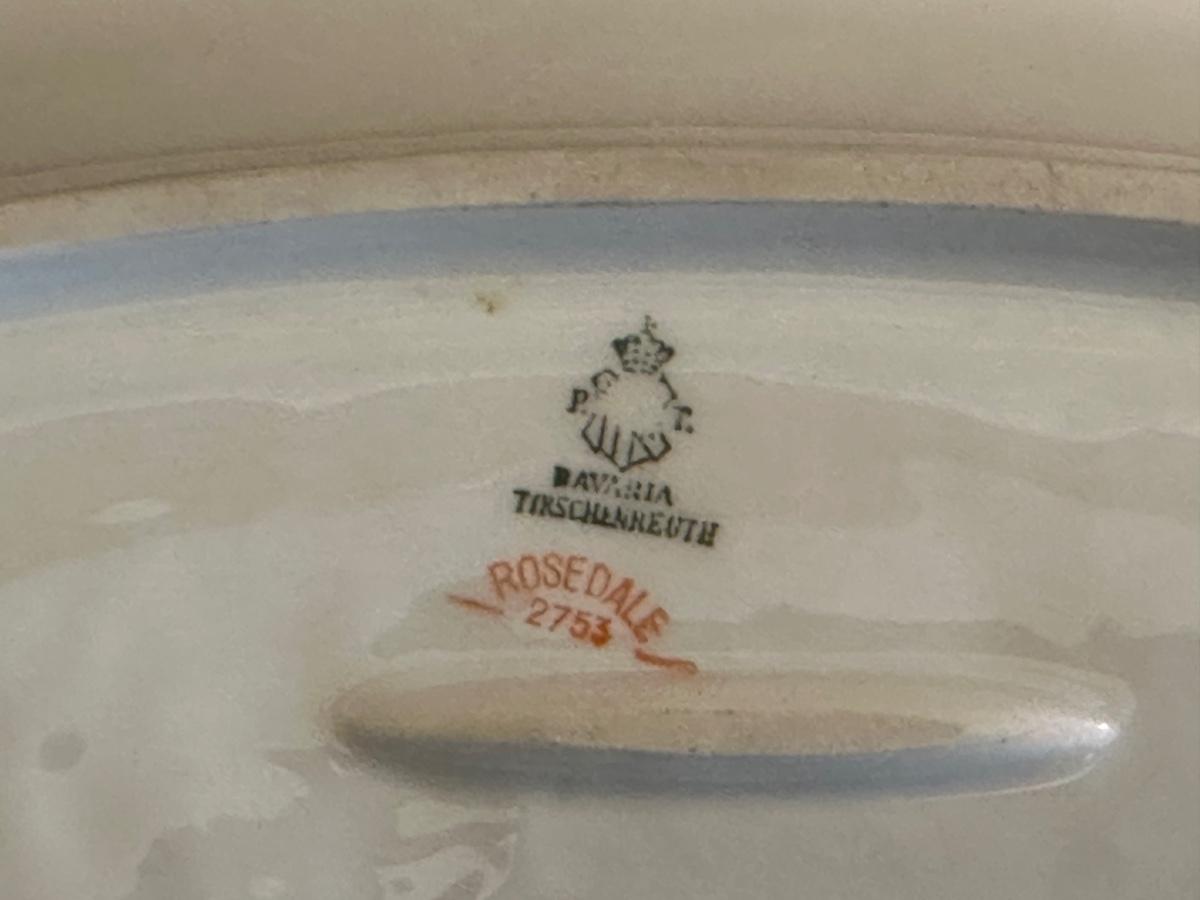 P. T.
BAVARIA
TIRSCHENREUTH
ROSEDALE
2753